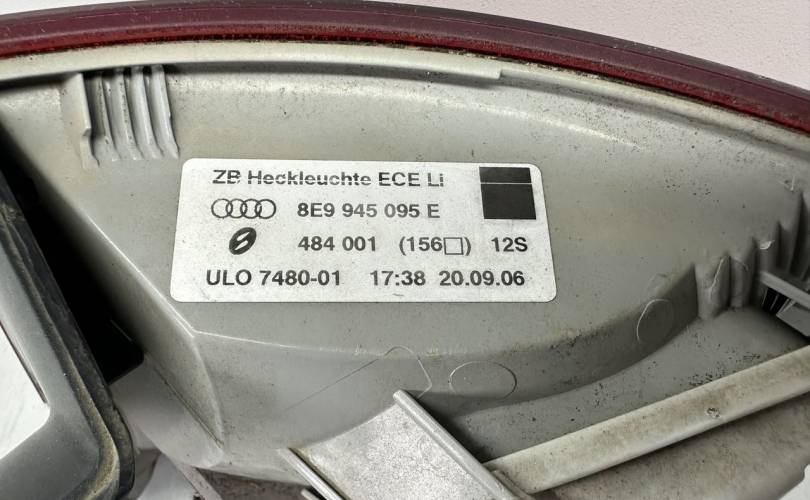 ZB Heckleuchte ECE Li
8E9 945 095 E
484 001 (156□) 12S
ULO 7480-01 17:38 20.09.06